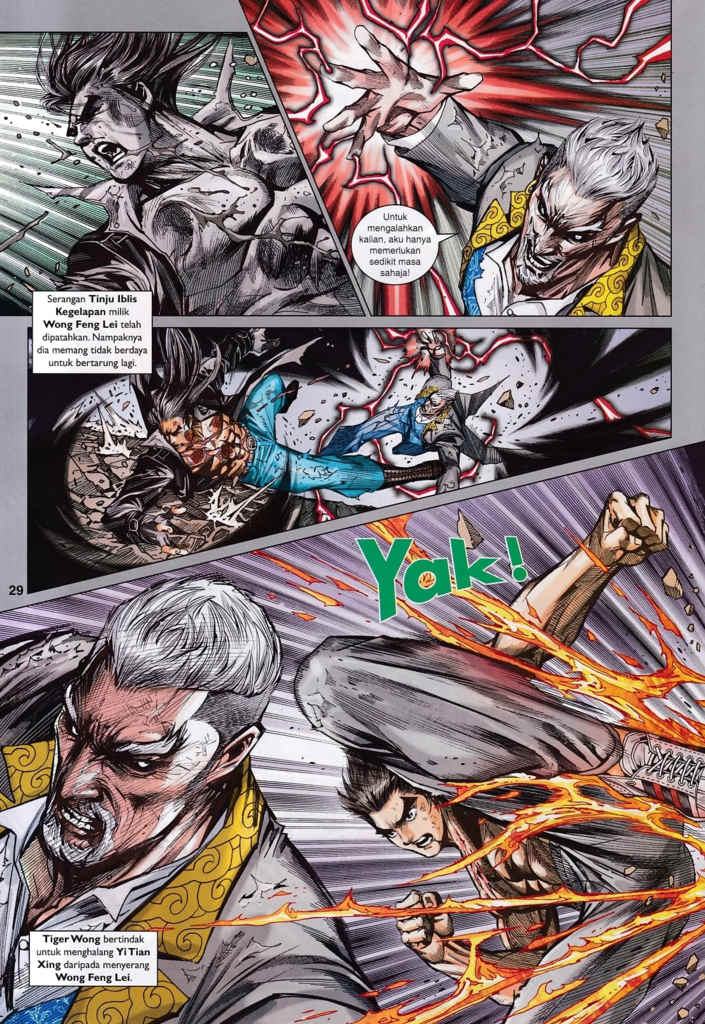 Untuk
mengalahkan
kalian, aku hanya
memerlukan
sedikit masa
sahaja!
Serangan Tinju Iblis
Kegelapan milik
Wong Feng Lei telah
dipatahkan. Nampaknya
dia memang tidak berdaya
untuk bertarung lagi.
Yak!
29
Tiger Wong bertindak
untuk menghalang Yi Tian
Xing daripada menyerang
Wong Feng Lei.